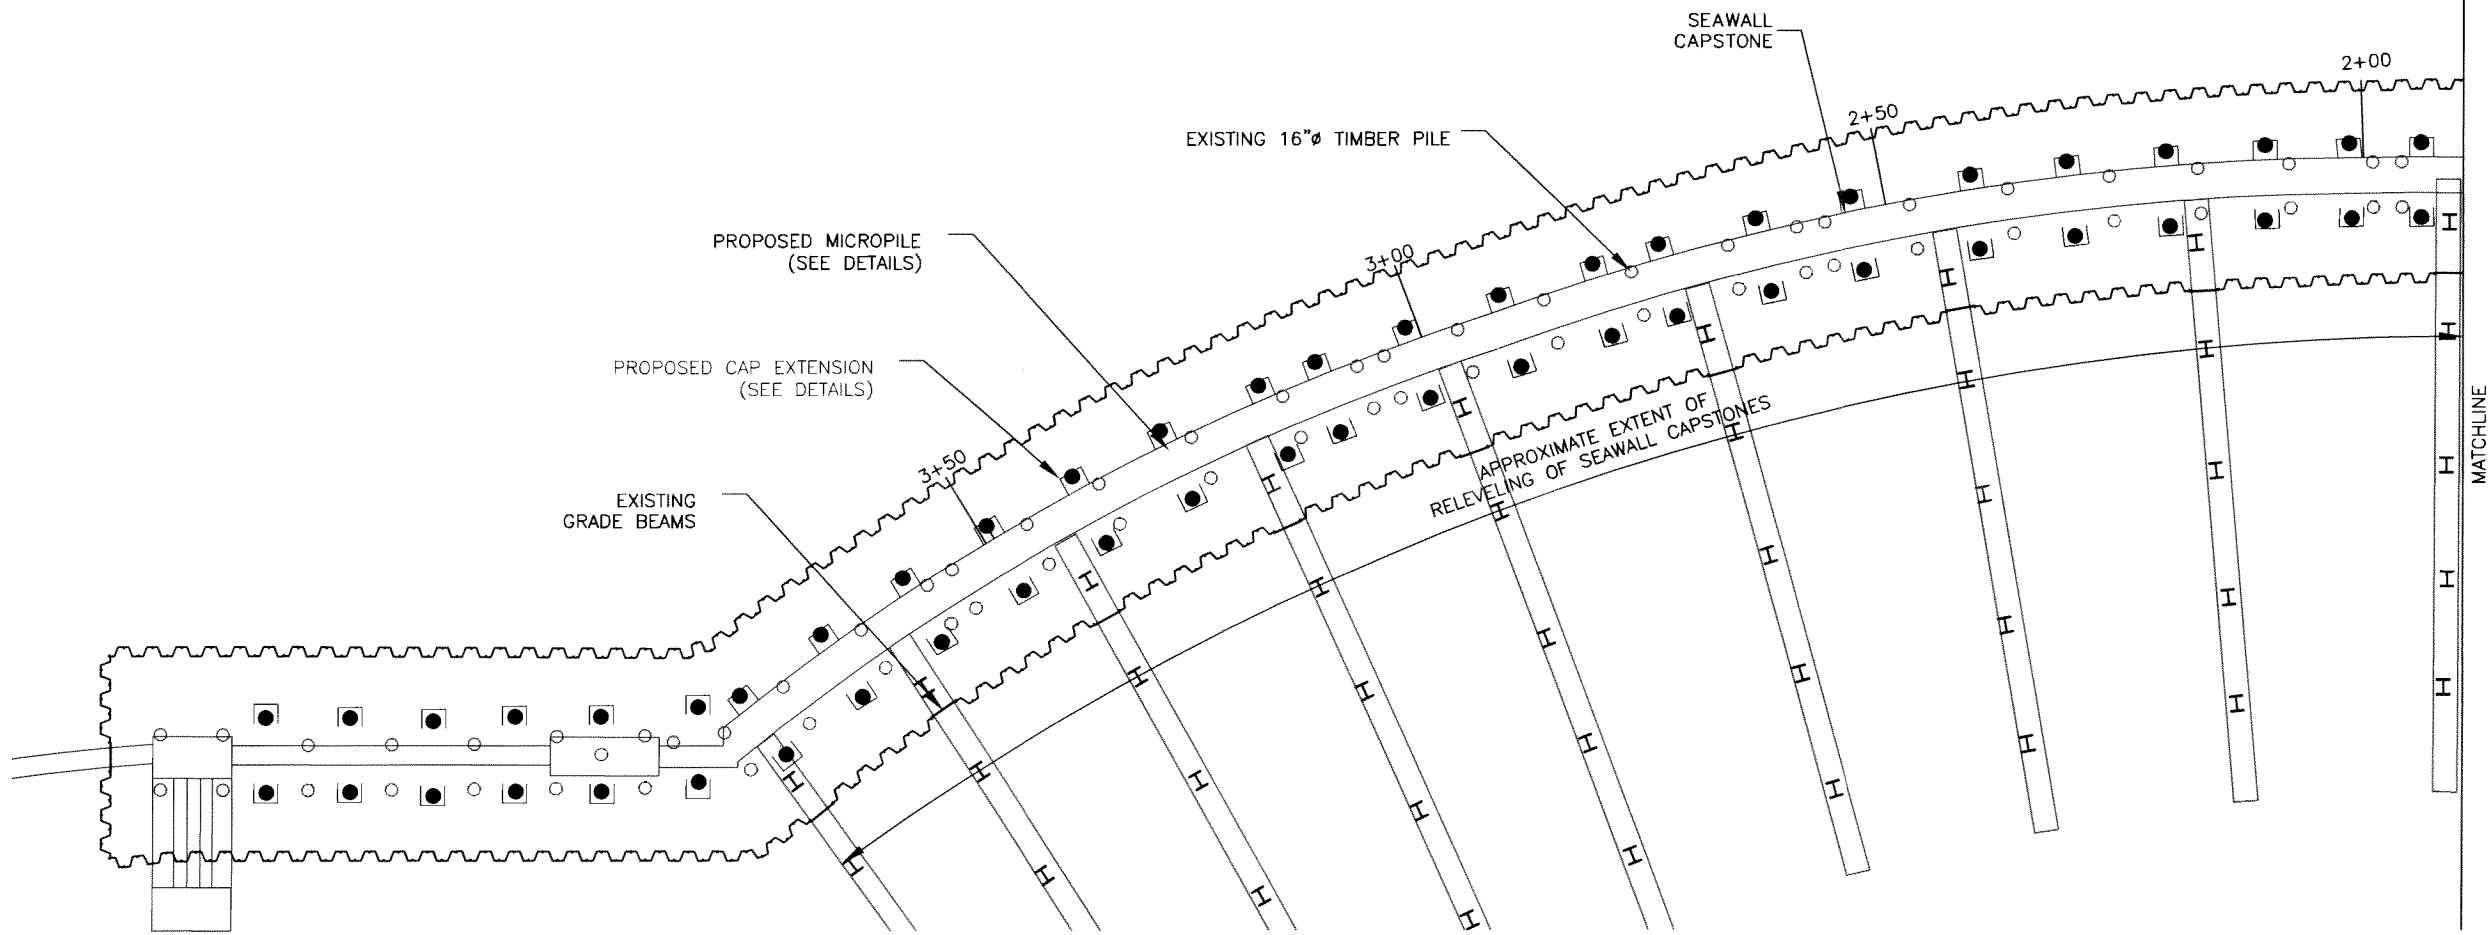 SEAWALL
CAPSTONE
2+00
2+50
EXISTING 16"ø TIMBER PILE
PROPOSED MICROPILE
(SEE DETAILS)
3+00
PROPOSED CAP EXTENSION
(SEE DETAILS)
MATCHLINE
APPROXIMATE EXTENT OF
RELEVELING OF SEAWALL CAPSTONES
3+50
EXISTING
GRADE BEAMS